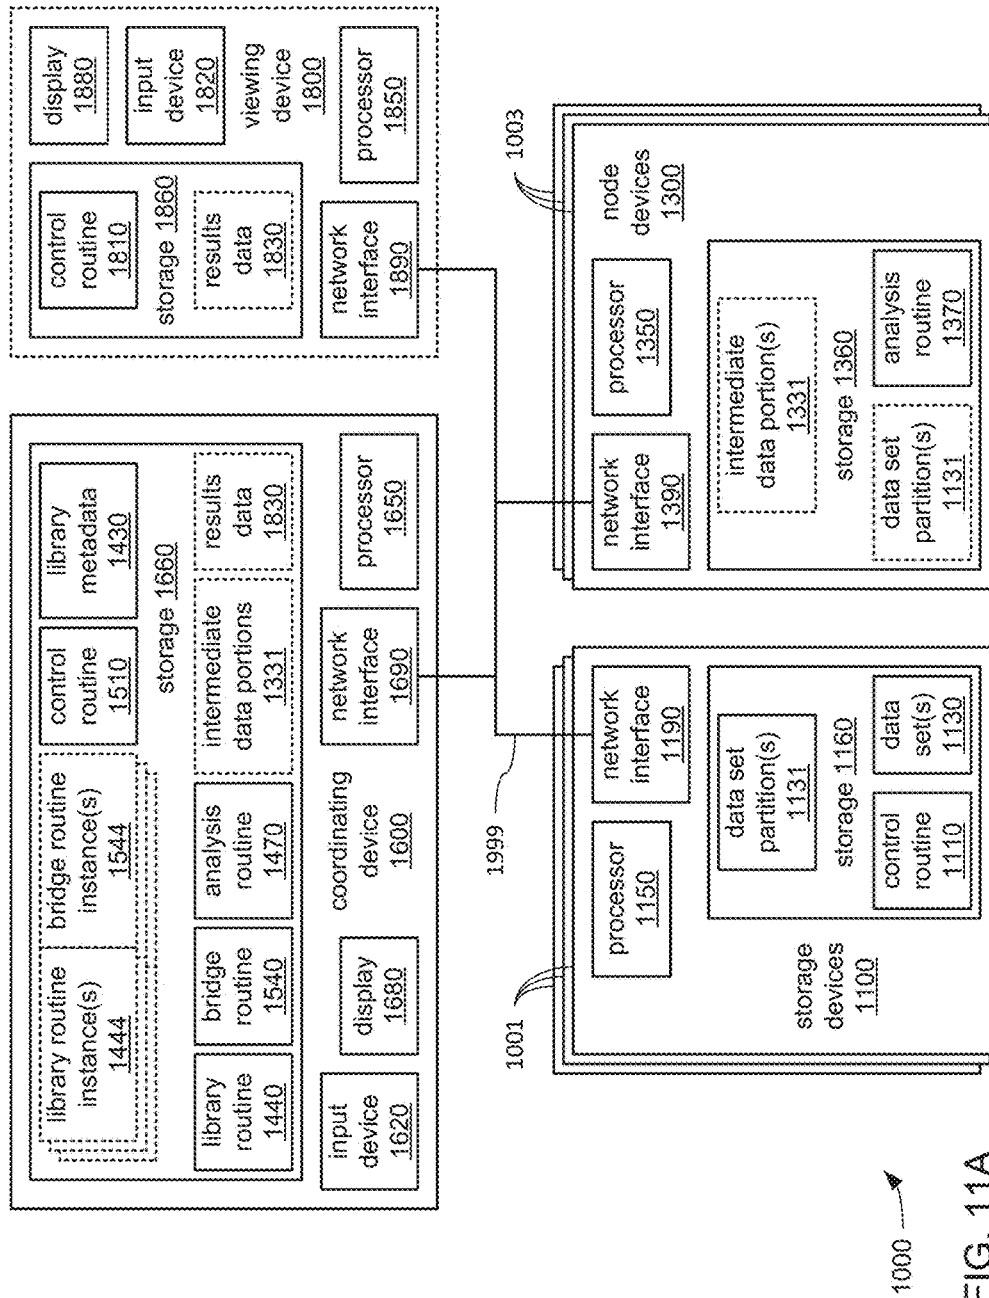 library routine
instance(s)
1444
bridge routine
instance(s)
1544
control
routine
1510
library
metadata
1430
storage 1660
library
routine
1440
bridge
routine
1540
analysis
routine
1470
intermediate
data portions
1331
results
data
1830
input
device
1620
display
1680
coordinating
device
1600
network
interface
1690
processor
1650
control
routine
1810
storage 1860
results
data
1830
display
1880
input
device
1820
viewing
device
1800
network
interface
1890
processor
1850
1999
1001
processor
1150
network
interface
1190
storage
devices
1100
data set
partition(s)
1131
storage 1160
control
routine
1110
data
set(s)
1130
1003
network
interface
1390
processor
1350
node
devices
1300
intermediate
data portion(s)
1331
storage 1360
data set
partition(s)
1131
analysis
routine
1370
1000
FIG. 11A